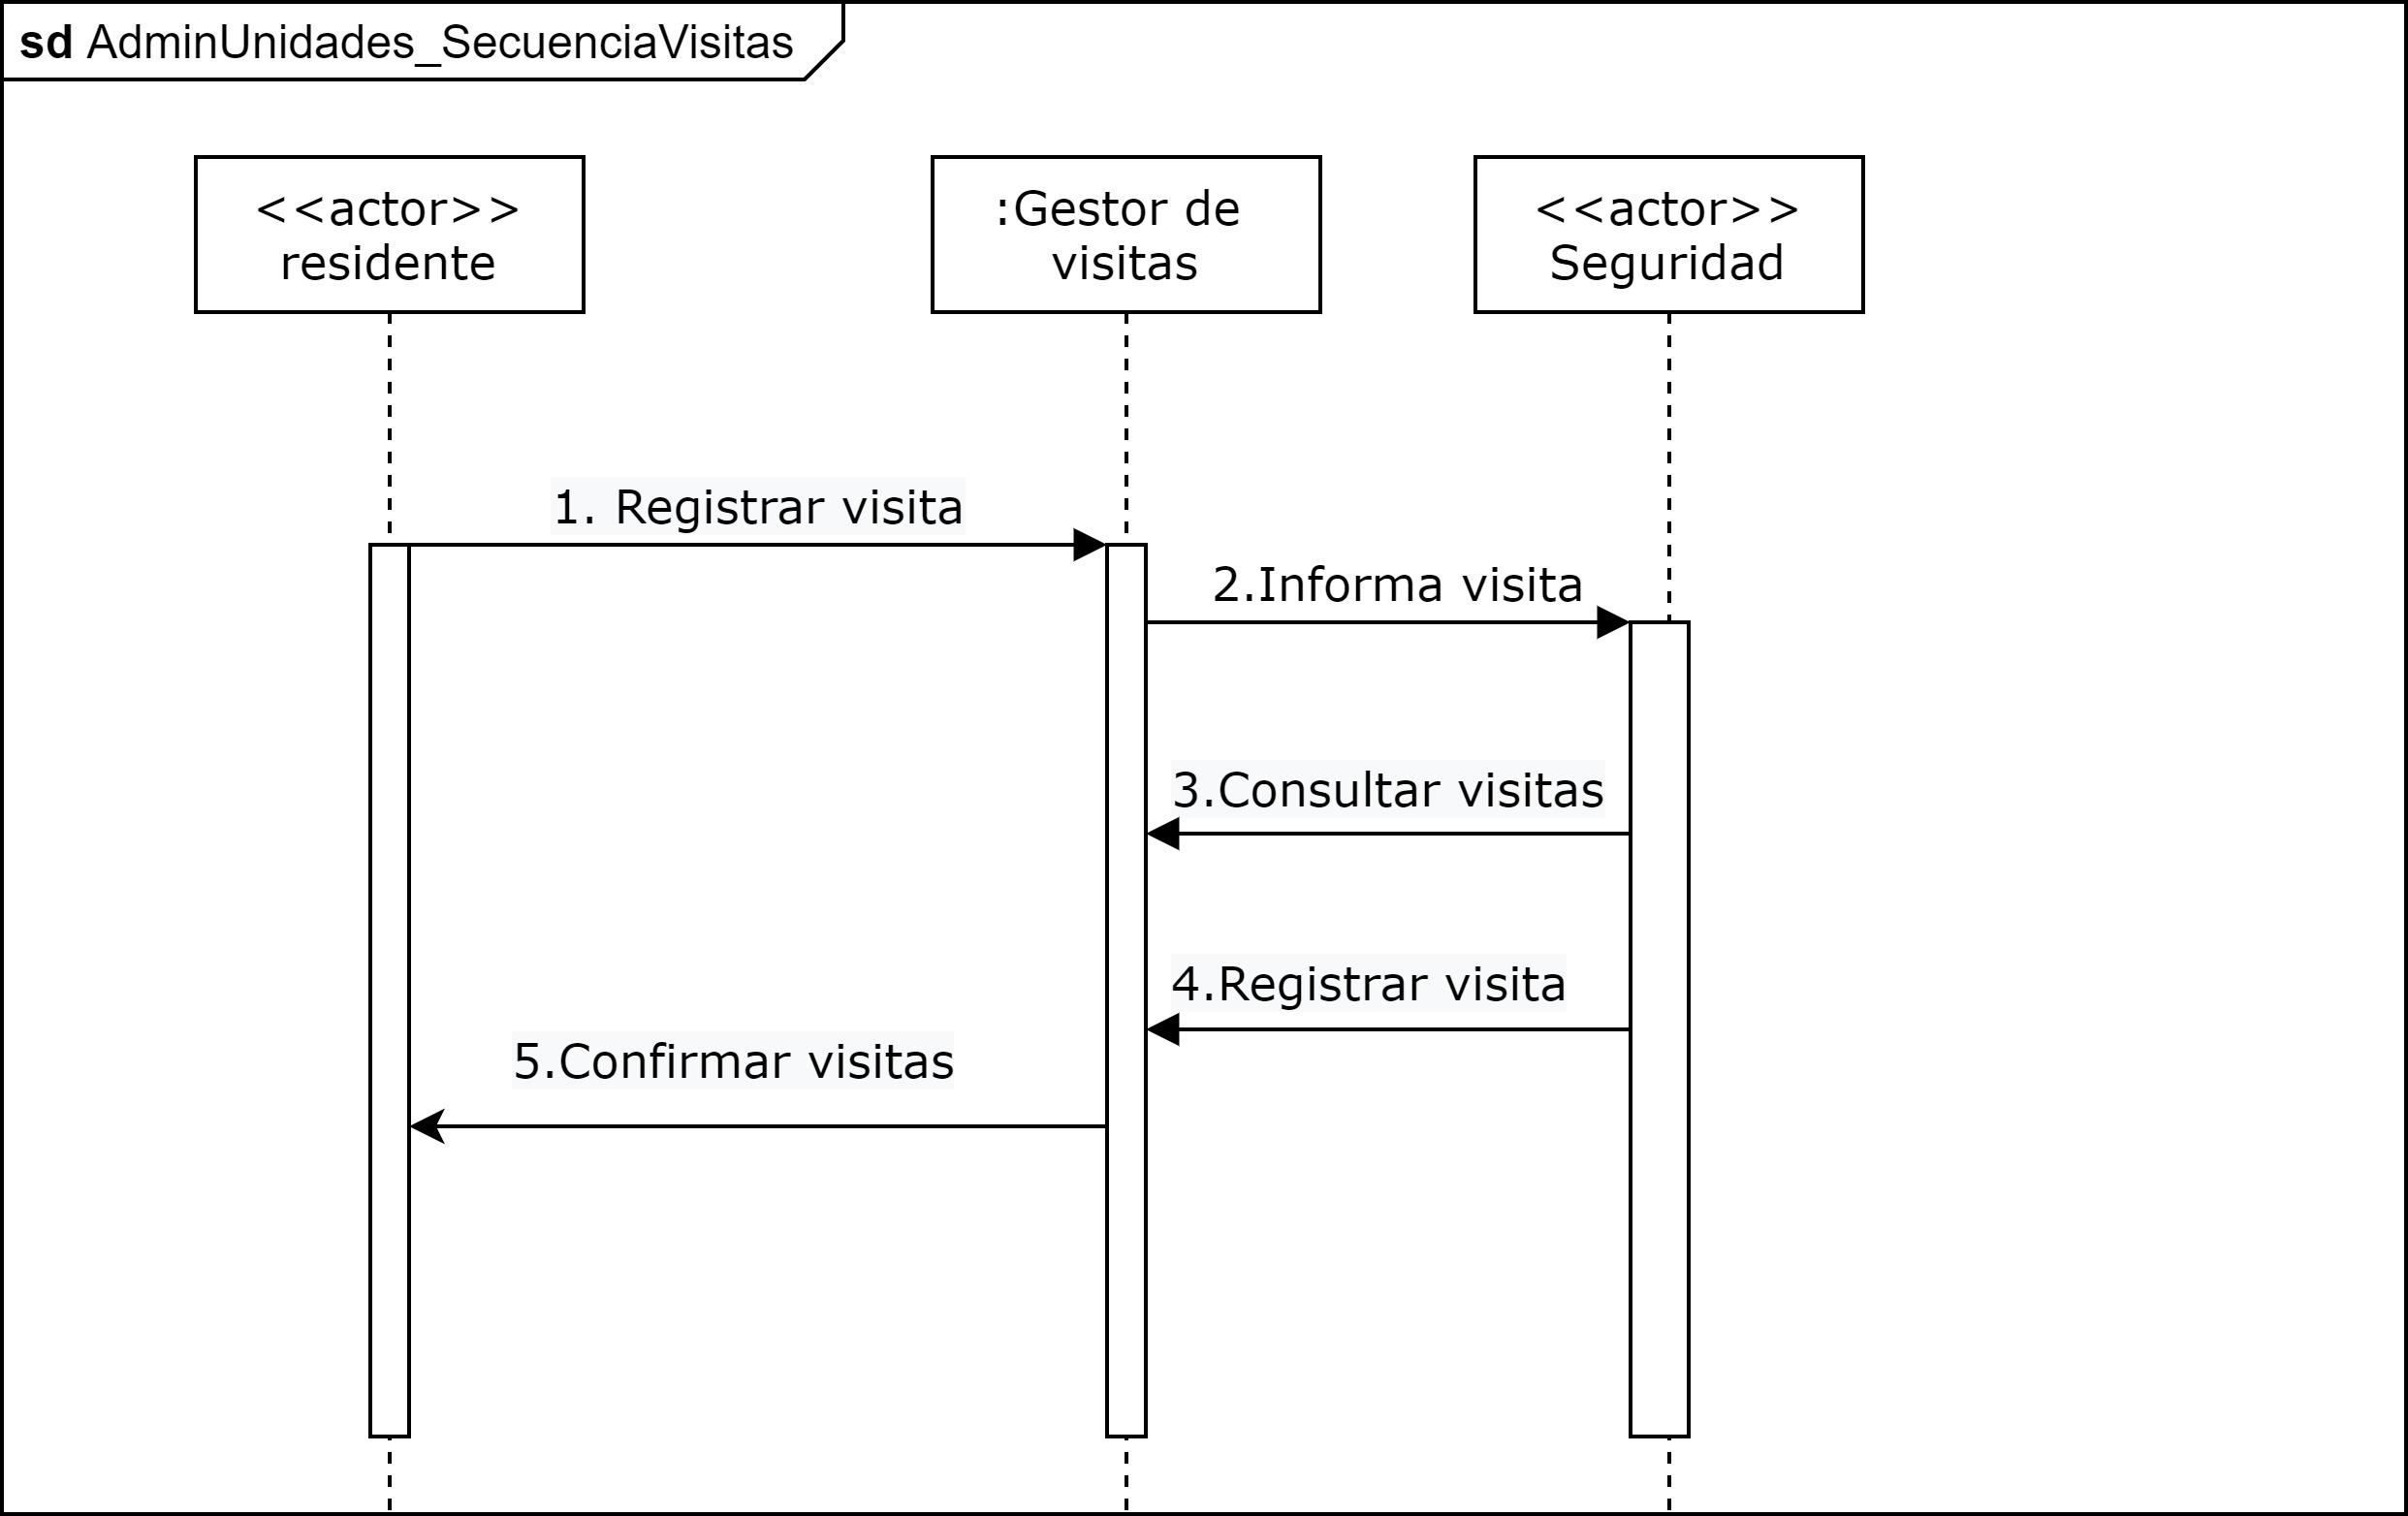 sd AdminUnidades_SecuenciaVisitas
<<actor>>
residente
:Gestor de
visitas
<<actor>>
Seguridad
1. Registrar visita
2.Informa visita
3.Consultar visitas
4.Registrar visita
5.Confirmar visitas